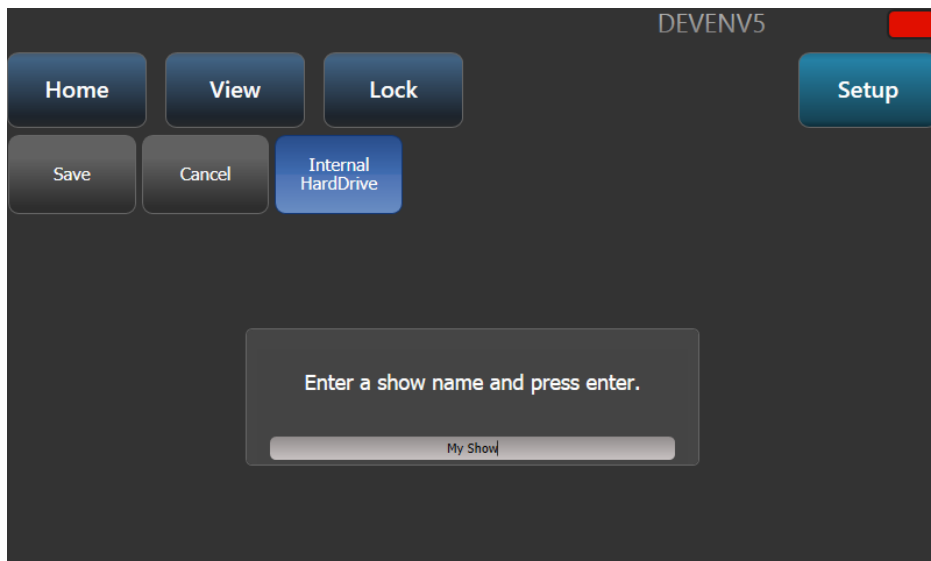 DEVENV5
Home
View
Lock
Setup
Save
Cancel
Internal
HardDrive
Enter a show name and press enter.
My Show